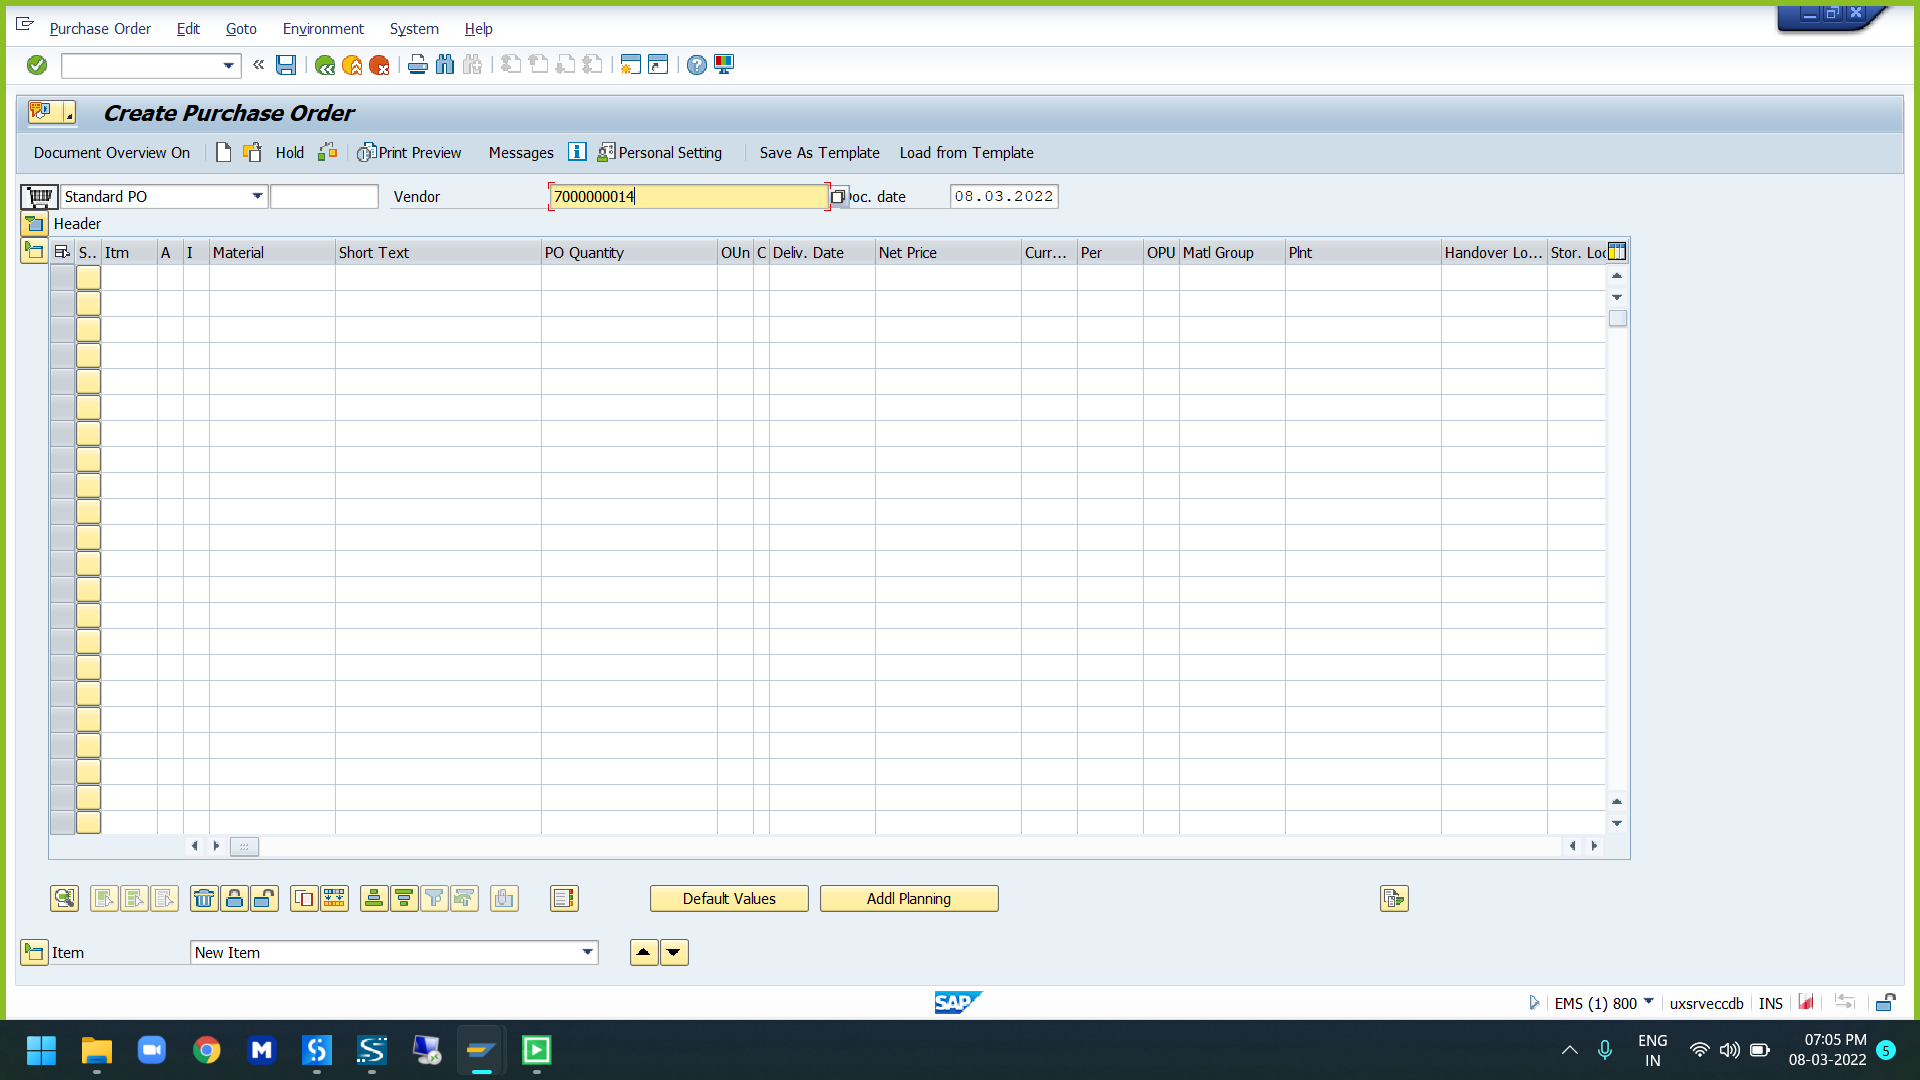 Purchase Order Edit Goto Environment System Help
Create Purchase Order
Document Overview On Hold Print Preview Messages Personal Setting Save As Template Load from Template
Standard PO Vendor 7000000014 oc. date 08.03.2022
Header
S.. Itm A I Material Short Text PO Quantity OUn C Deliv. Date Net Price Curr... Per OPU Matl Group Plnt Handover Lo... Stor. Loc
Default Values Addl Planning
Item New Item
SAP
EMS (1) 800 uxsrveccdb INS
ENG
IN
07:05 PM
08-03-2022
5